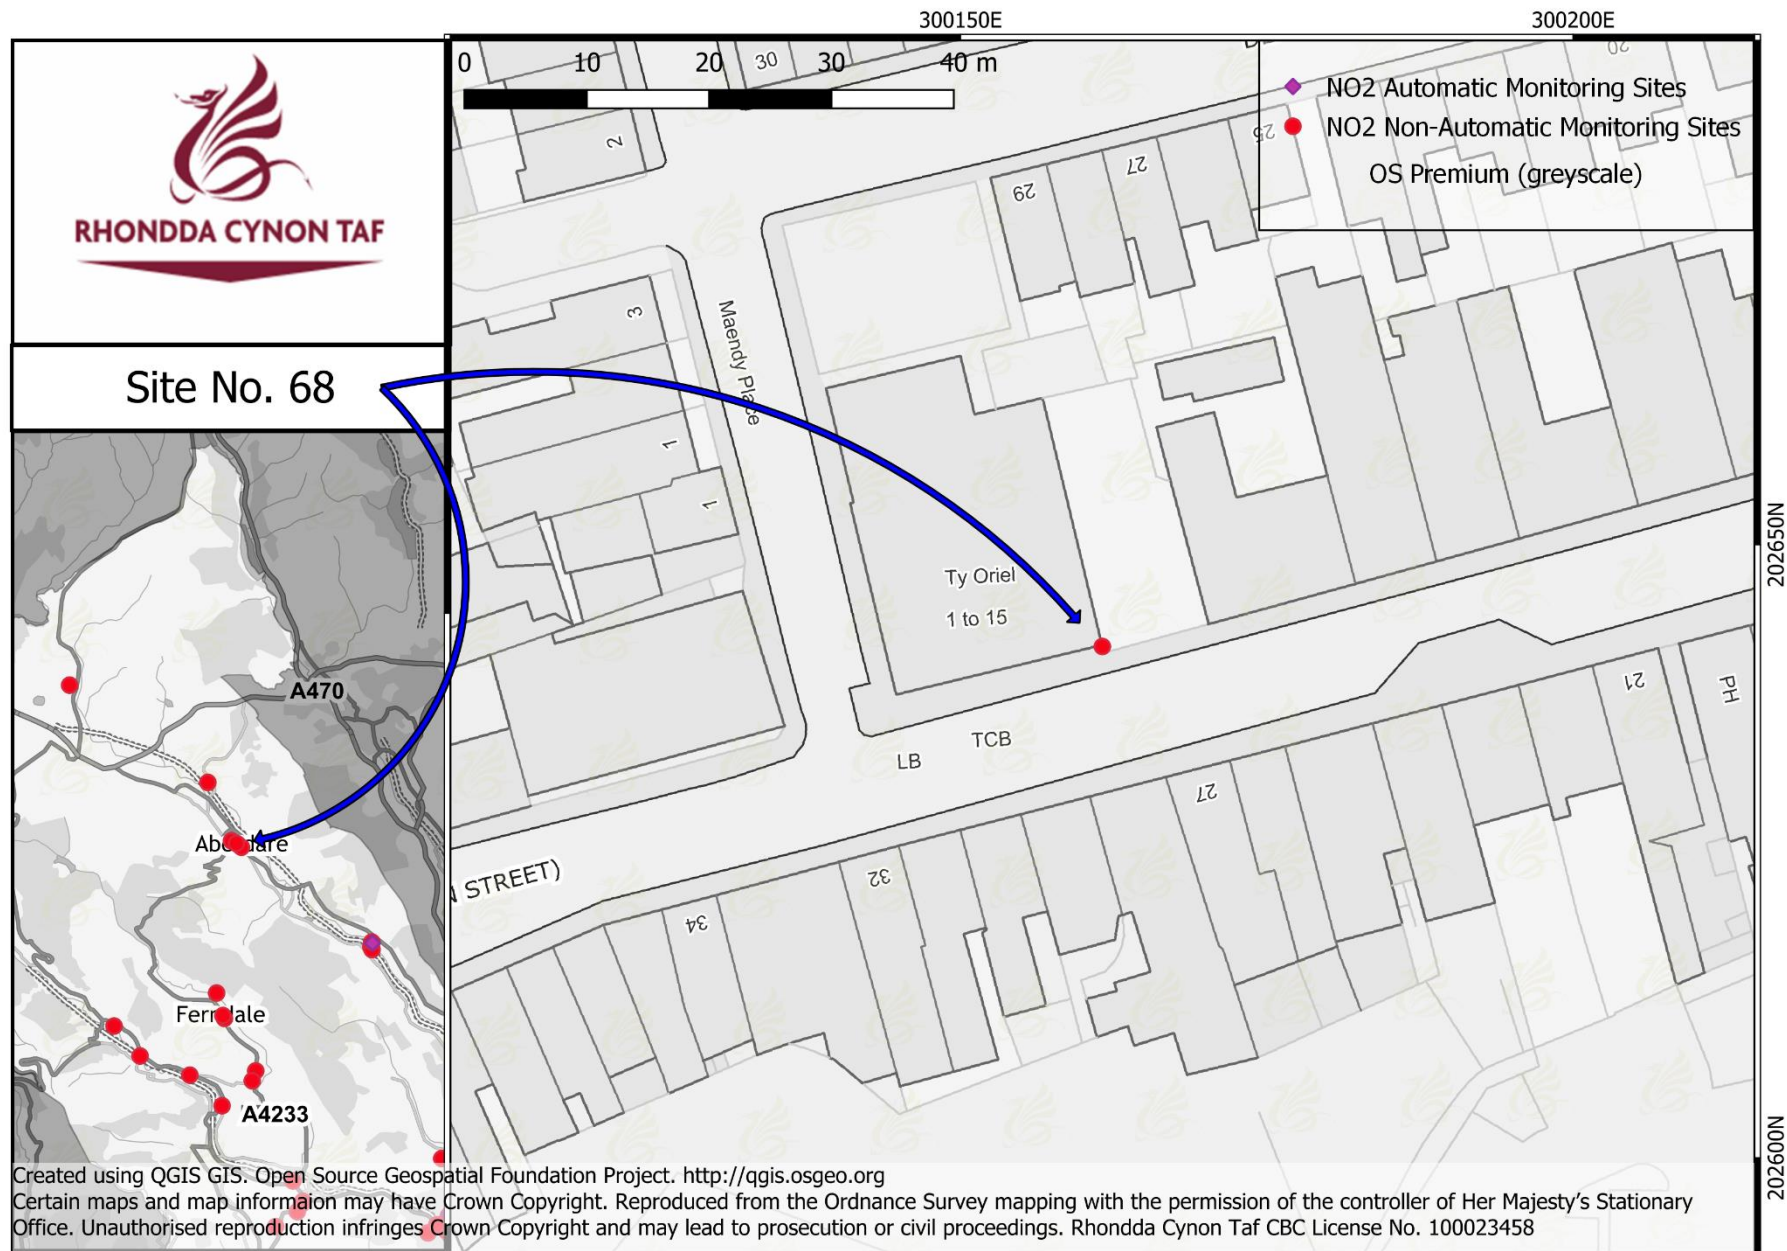 300150E
300200E
0 10 20 30 40 m
NO2 Automatic Monitoring Sites
NO2 Non-Automatic Monitoring Sites
OS Premium (greyscale)
RHONDDA CYNON TAF
Site No. 68
30
2
20
25
27
29
3
Maendy Place
1
1
202650N
Ty Oriel
1 to 15
TCB
LB
21
PH
27
32
34
STREET)
A470
Aberdare
Ferndale
A4233
202600N
Created using QGIS GIS. Open Source Geospatial Foundation Project. http://qgis.osgeo.org
Certain maps and map informaion may have Crown Copyright. Reproduced from the Ordnance Survey mapping with the permission of the controller of Her Majesty's Stationary
Office. Unauthorised reproduction infringes Crown Copyright and may lead to prosecution or civil proceedings. Rhondda Cynon Taf CBC License No. 100023458